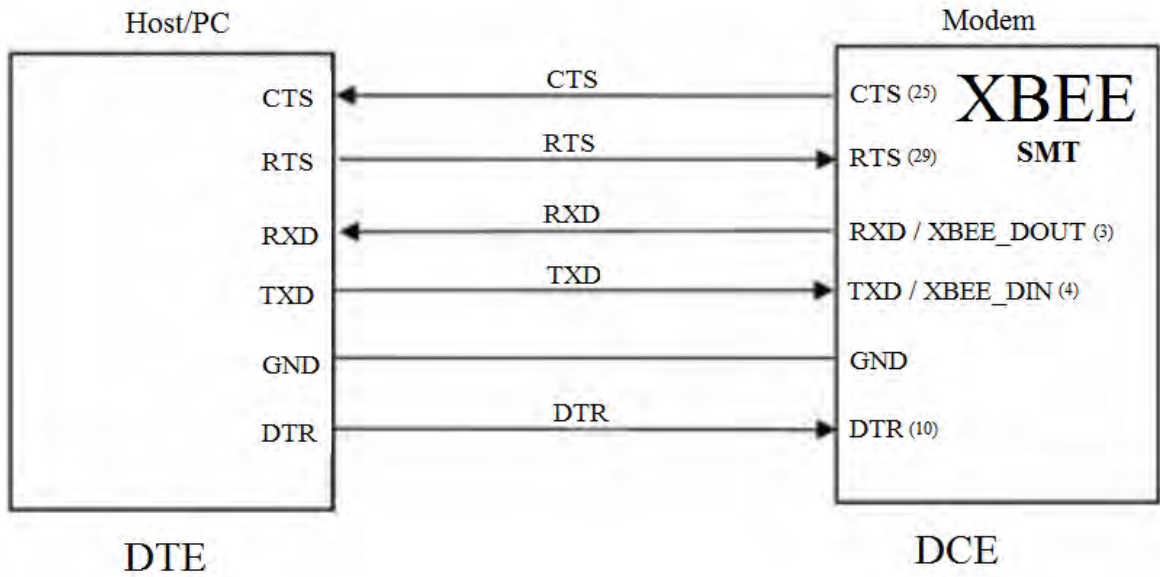 Host/PC
Modem
CTS
CTS
CTS (25)
XBEE
SMT
RTS
RTS
RTS (29)
RXD
RXD
RXD / XBEE_DOUT (3)
TXD
TXD
TXD / XBEE_DIN (4)
GND
GND
DTR
DTR
DTR (10)
DTE
DCE